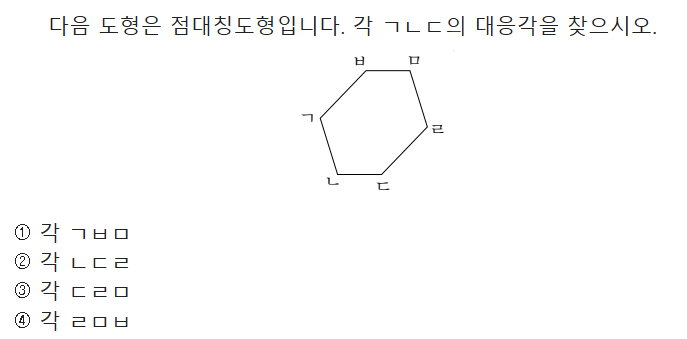 다음 도형은 점대칭도형입니다. 각 ㄱㄴㄷ의 대응각을 찾으시오.
ㅂ ㅁ
ㄱ ㄹ
ㄴ ㄷ
① 각 ㄱㅂㅁ
② 각 ㄴㄷㄹ
③ 각 ㄷㄹㅁ
④ 각 ㄹㅁㅂ